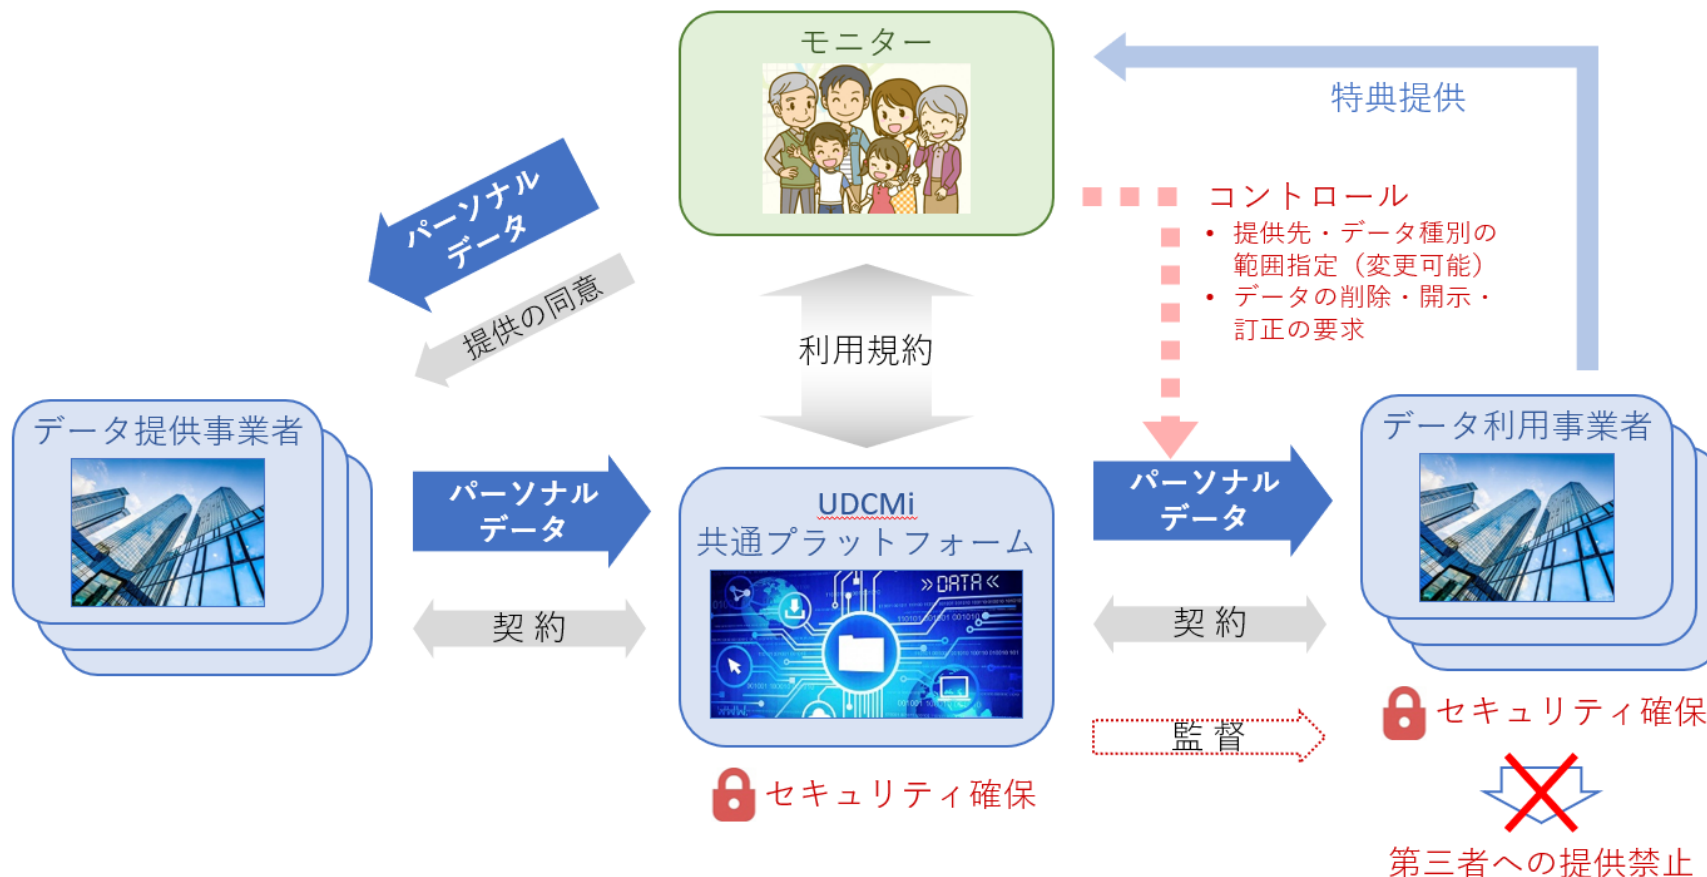 モニター
特典提供
パーソナル
データ
提供の同意
コントロール
• 提供先・データ種別の
範囲指定（変更可能）
• データの削除・開示・
訂正の要求
利用規約
データ提供事業者
パーソナル
データ
契 約
UDCMi
共通プラットフォーム
»DATA«
WWW
セキュリティ確保
パーソナル
データ
契 約
監 督
データ利用事業者
セキュリティ確保
第三者への提供禁止